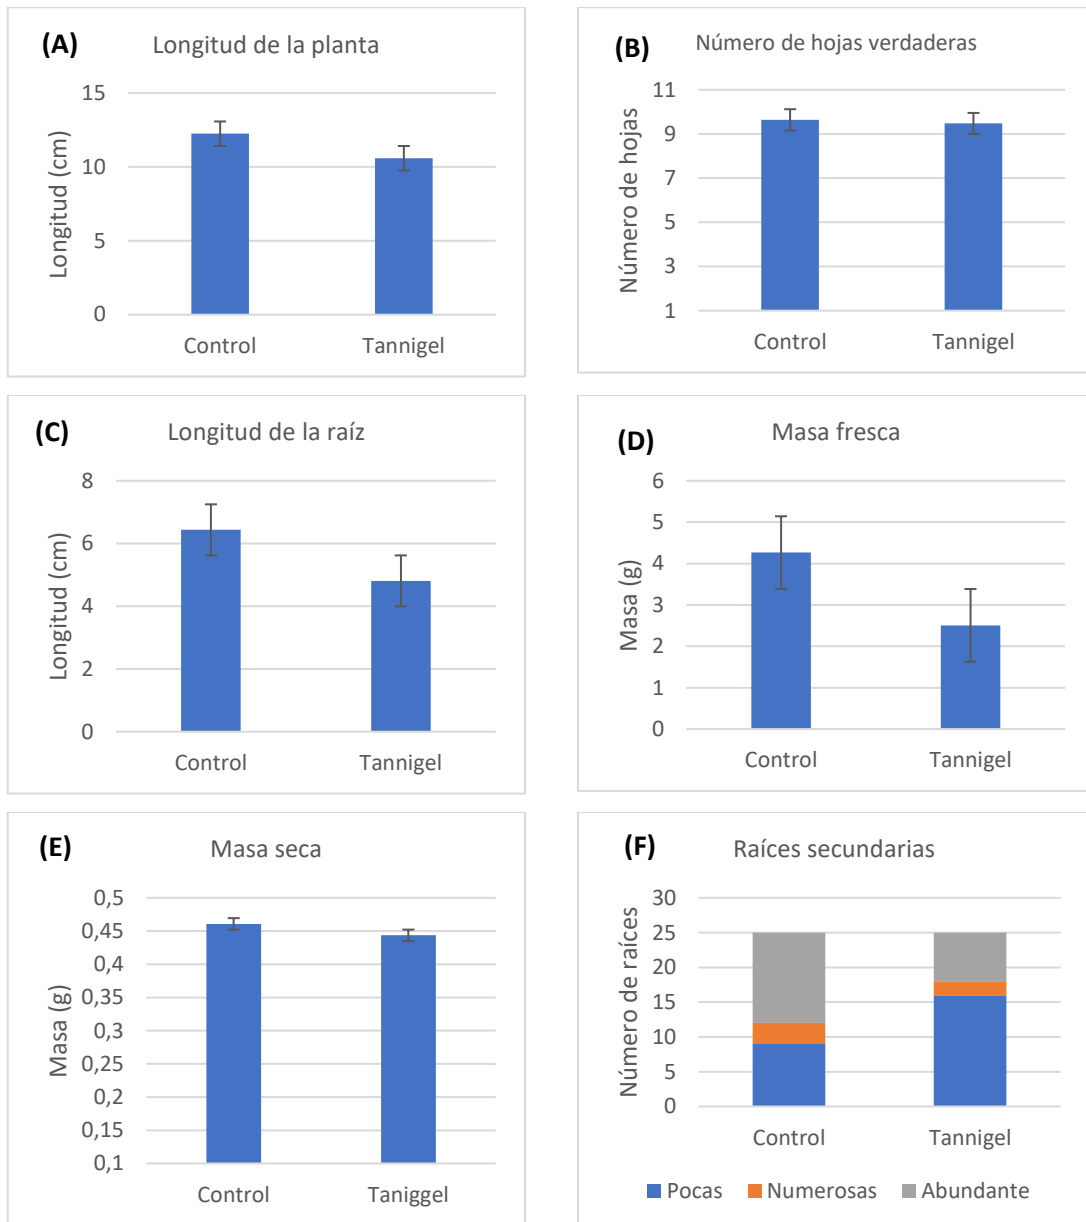 (A) Longitud de la planta
Longitud (cm)
15
10
5
0
Control Tannigel
(B) Número de hojas verdaderas
Número de hojas
11
9
7
5
3
1
Control Tannigel
(C) Longitud de la raíz
Longitud (cm)
8
6
4
2
0
Control Tannigel
(D) Masa fresca
Masa (g)
6
5
4
3
2
1
0
Control Tannigel
(E) Masa seca
Masa (g)
0,5
0,45
0,4
0,35
0,3
0,25
0,2
0,15
0,1
Control Taniggel
(F) Raíces secundarias
Número de raíces
30
25
20
15
10
5
0
Control Tannigel
Pocas Numerosas Abundante